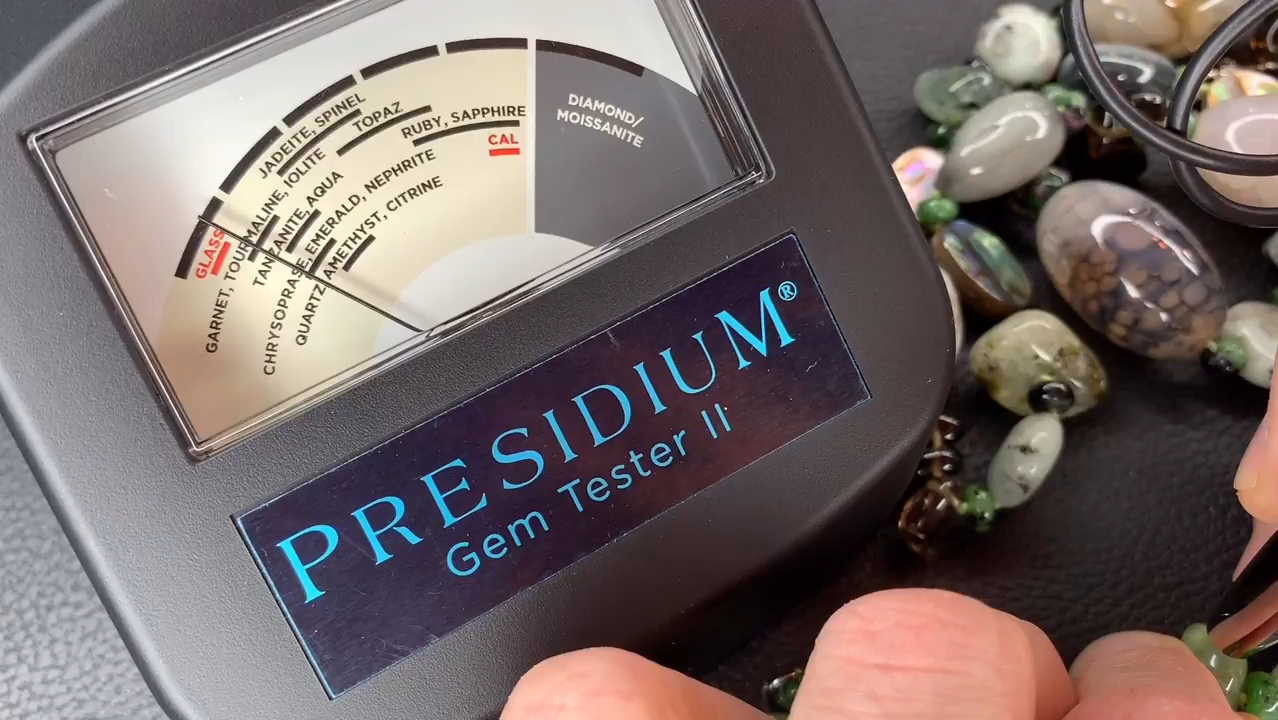 JADEITE, SPINEL
TOPAZ
RUBY, SAPPHIRE
CAL
DIAMOND/
MOISSANITE
GLASS
GARNET, TOURMALINE, IOLITE
TANZANITE, AQUA
CHRYSOPRASE, EMERALD, NEPHRITE
QUARTZ, AMETHYST, CITRINE
PRESIDIUM®
Gem Tester II